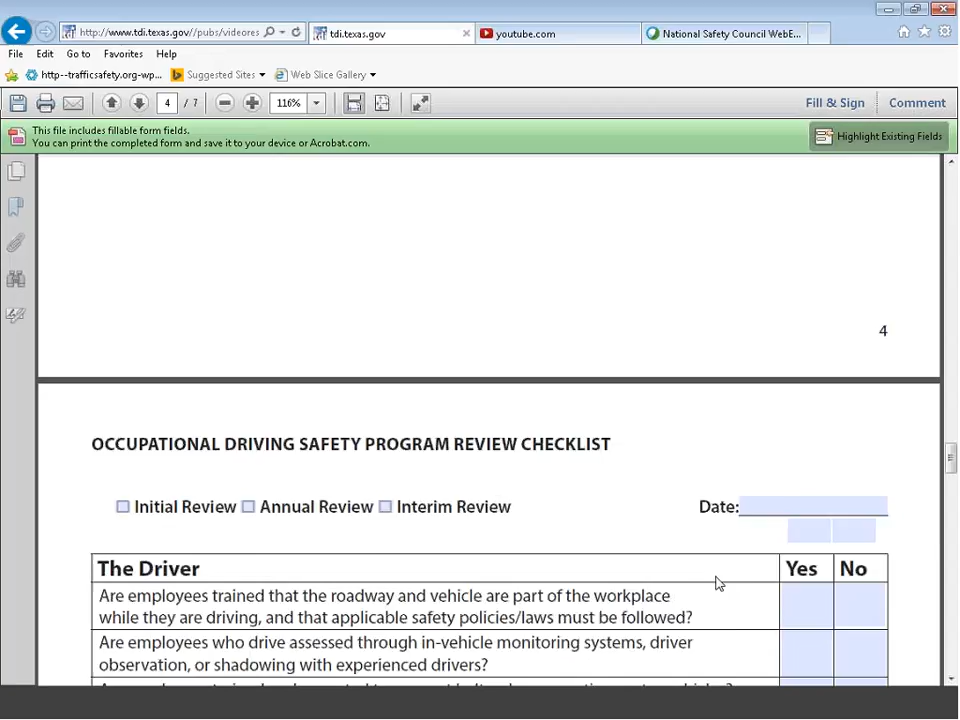 http://www.tdi.texas.gov//pubs/videores
tdi.texas.gov
youtube.com
National Safety Council WebE...
File Edit Go to Favorites Help
http--trafficsafety.org-wp...
Suggested Sites
Web Slice Gallery
4 / 7
116%
Fill & Sign
Comment
This file includes fillable form fields.
You can print the completed form and save it to your device or Acrobat.com.
Highlight Existing Fields
4
OCCUPATIONAL DRIVING SAFETY PROGRAM REVIEW CHECKLIST
Initial Review Annual Review Interim Review Date:
The Driver Yes No
Are employees trained that the roadway and vehicle are part of the workplace
while they are driving, and that applicable safety policies/laws must be followed?
Are employees who drive assessed through in-vehicle monitoring systems, driver
observation, or shadowing with experienced drivers?